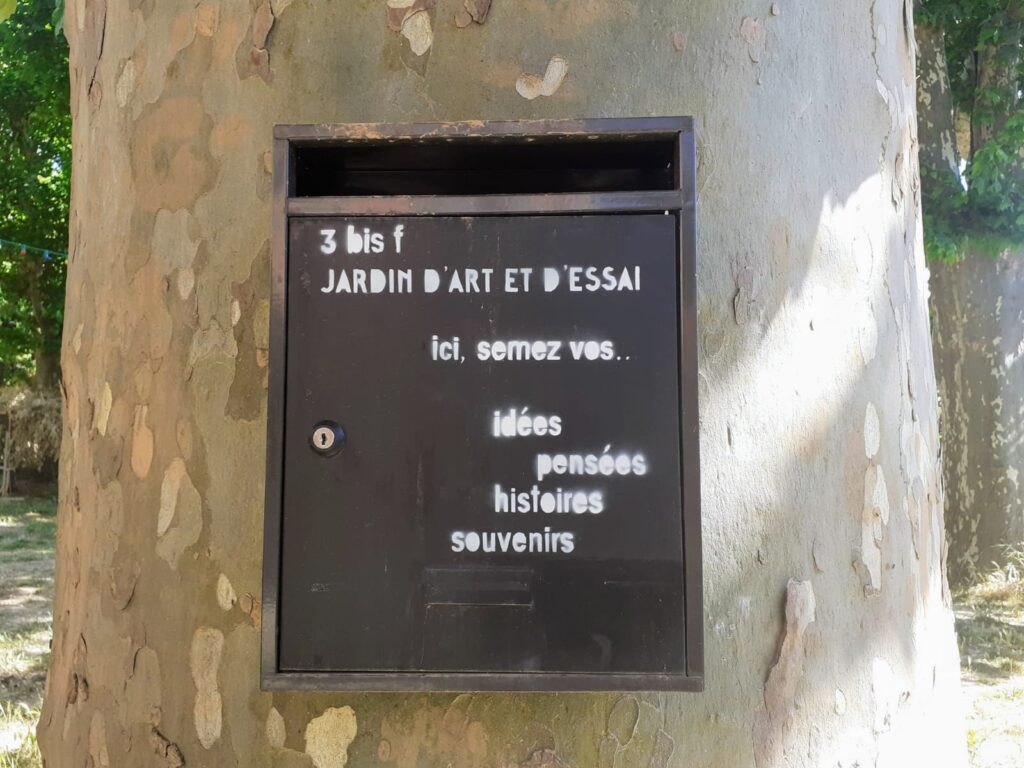 3 bis f
JARDIN D'ART ET D'ESSAI
ici, semez vos..
idées
pensées
histoires
souvenirs